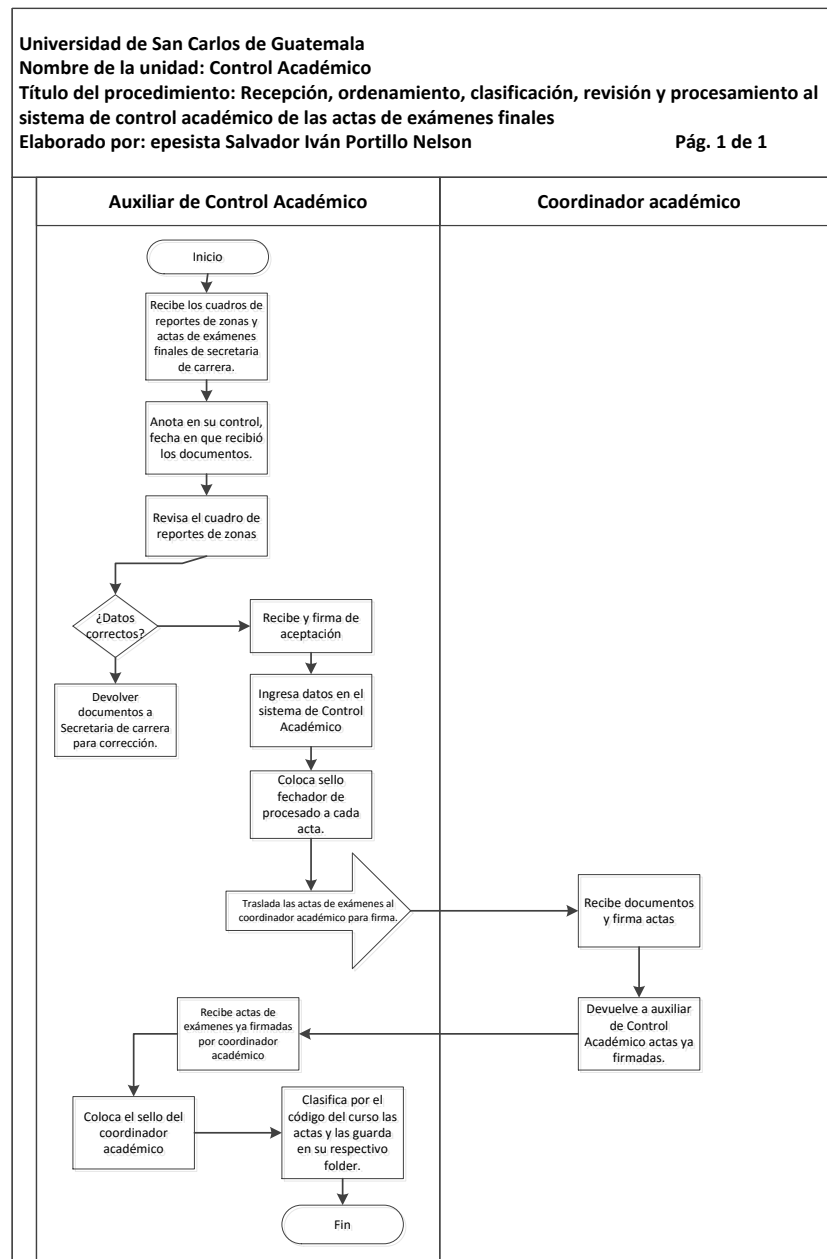 Universidad de San Carlos de Guatemala
Nombre de la unidad: Control Académico
Título del procedimiento: Recepción, ordenamiento, clasificación, revisión y procesamiento al
sistema de control académico de las actas de exámenes finales
Elaborado por: epesista Salvador Iván Portillo Nelson Pág. 1 de 1
Auxiliar de Control Académico
Coordinador académico
Inicio
Recibe los cuadros de
reportes de zonas y
actas de exámenes
finales de secretaria
de carrera.
Anota en su control,
fecha en que recibió
los documentos.
Revisa el cuadro de
reportes de zonas
¿Datos
correctos?
Devolver
documentos a
Secretaria de carrera
para corrección.
Recibe y firma de
aceptación
Ingresa datos en el
sistema de Control
Académico
Coloca sello
fechador de
procesado a cada
acta.
Traslada las actas de exámenes al
coordinador académico para firma.
Recibe documentos
y firma actas
Devuelve a auxiliar
de Control
Académico actas ya
firmadas.
Recibe actas de
exámenes ya firmadas
por coordinador
académico
Coloca el sello del
coordinador
académico
Clasifica por el
código del curso las
actas y las guarda
en su respectivo
folder.
Fin